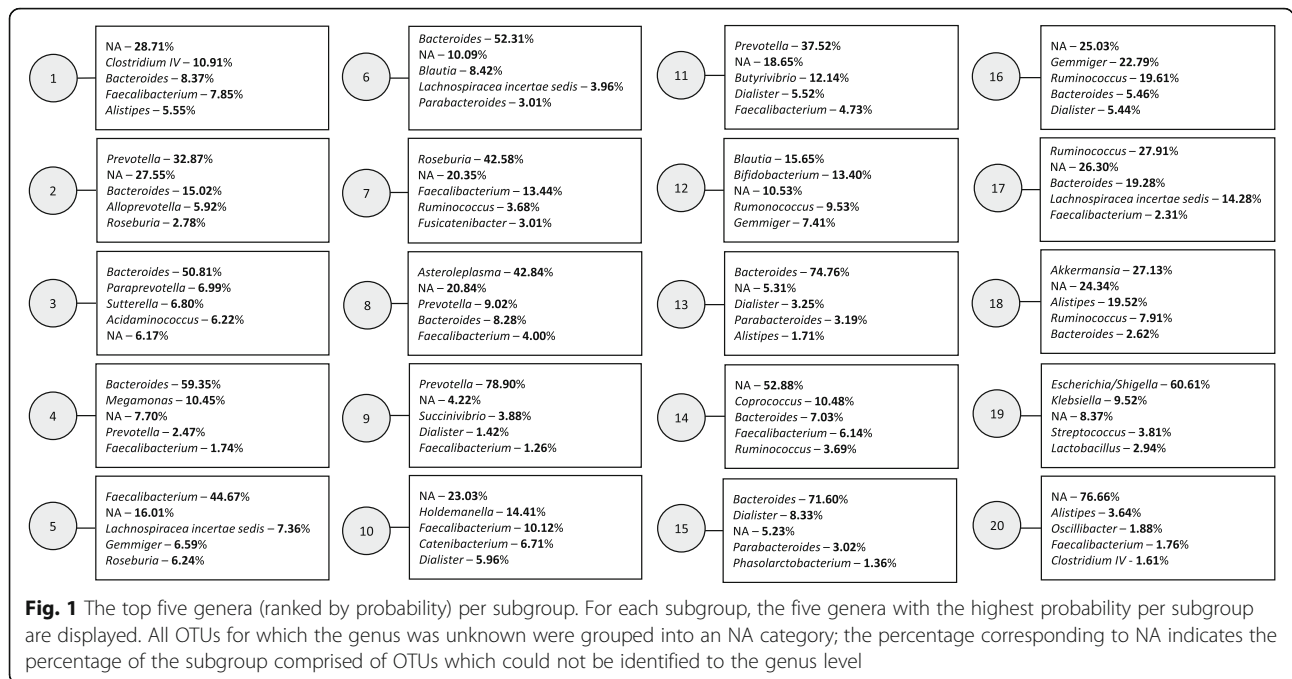 1
NA – 28.71%
Clostridium IV – 10.91%
Bacteroides – 8.37%
Faecalibacterium – 7.85%
Alistipes – 5.55%
2
Prevotella – 32.87%
NA – 27.55%
Bacteroides – 15.02%
Alloprevotella – 5.92%
Roseburia – 2.78%
3
Bacteroides – 50.81%
Paraprevotella – 6.99%
Sutterella – 6.80%
Acidaminococcus – 6.22%
NA – 6.17%
4
Bacteroides – 59.35%
Megamonas – 10.45%
NA – 7.70%
Prevotella – 2.47%
Faecalibacterium – 1.74%
5
Faecalibacterium – 44.67%
NA – 16.01%
Lachnospiracea incertae sedis – 7.36%
Gemmiger – 6.59%
Roseburia – 6.24%
6
Bacteroides – 52.31%
NA – 10.09%
Blautia – 8.42%
Lachnospiracea incertae sedis – 3.96%
Parabacteroides – 3.01%
7
Roseburia – 42.58%
NA – 20.35%
Faecalibacterium – 13.44%
Ruminococcus – 3.68%
Fusicatenibacter – 3.01%
8
Asteroleplasma – 42.84%
NA – 20.84%
Prevotella – 9.02%
Bacteroides – 8.28%
Faecalibacterium – 4.00%
9
Prevotella – 78.90%
NA – 4.22%
Succinivibrio – 3.88%
Dialister – 1.42%
Faecalibacterium – 1.26%
10
NA – 23.03%
Holdemanella – 14.41%
Faecalibacterium – 10.12%
Catenibacterium – 6.71%
Dialister – 5.96%
11
Prevotella – 37.52%
NA – 18.65%
Butyrivibrio – 12.14%
Dialister – 5.52%
Faecalibacterium – 4.73%
12
Blautia – 15.65%
Bifidobacterium – 13.40%
NA – 10.53%
Rumonococcus – 9.53%
Gemmiger – 7.41%
13
Bacteroides – 74.76%
NA – 5.31%
Dialister – 3.25%
Parabacteroides – 3.19%
Alistipes – 1.71%
14
NA – 52.88%
Coprococcus – 10.48%
Bacteroides – 7.03%
Faecalibacterium – 6.14%
Ruminococcus – 3.69%
15
Bacteroides – 71.60%
Dialister – 8.33%
NA – 5.23%
Parabacteroides – 3.02%
Phasolarctobacterium – 1.36%
16
NA – 25.03%
Gemmiger – 22.79%
Ruminococcus – 19.61%
Bacteroides – 5.46%
Dialister – 5.44%
17
Ruminococcus – 27.91%
NA – 26.30%
Bacteroides – 19.28%
Lachnospiracea incertae sedis – 14.28%
Faecalibacterium – 2.31%
18
Akkermansia – 27.13%
NA – 24.34%
Alistipes – 19.52%
Ruminococcus – 7.91%
Bacteroides – 2.62%
19
Escherichia/Shigella – 60.61%
Klebsiella – 9.52%
NA – 8.37%
Streptococcus – 3.81%
Lactobacillus – 2.94%
20
NA – 76.66%
Alistipes – 3.64%
Oscillibacter – 1.88%
Faecalibacterium – 1.76%
Clostridium IV - 1.61%
Fig. 1 The top five genera (ranked by probability) per subgroup. For each subgroup, the five genera with the highest probability per subgroup
are displayed. All OTUs for which the genus was unknown were grouped into an NA category; the percentage corresponding to NA indicates the
percentage of the subgroup comprised of OTUs which could not be identified to the genus level